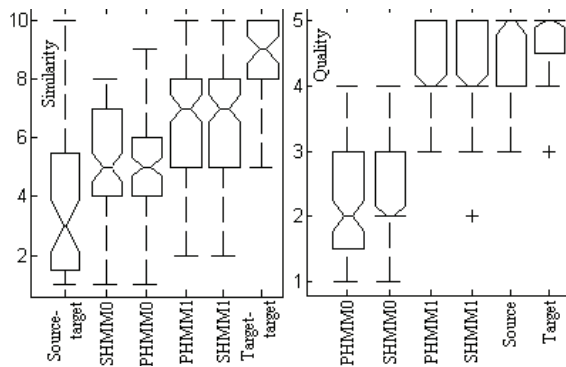 Similarity
10
8
6
4
2
Source-
target
SHMM0
PHMM0
PHMM1
SHMM1
Target-
target
Quality
5
4
3
2
1
PHMM0
SHMM0
PHMM1
SHMM1
Source
Target